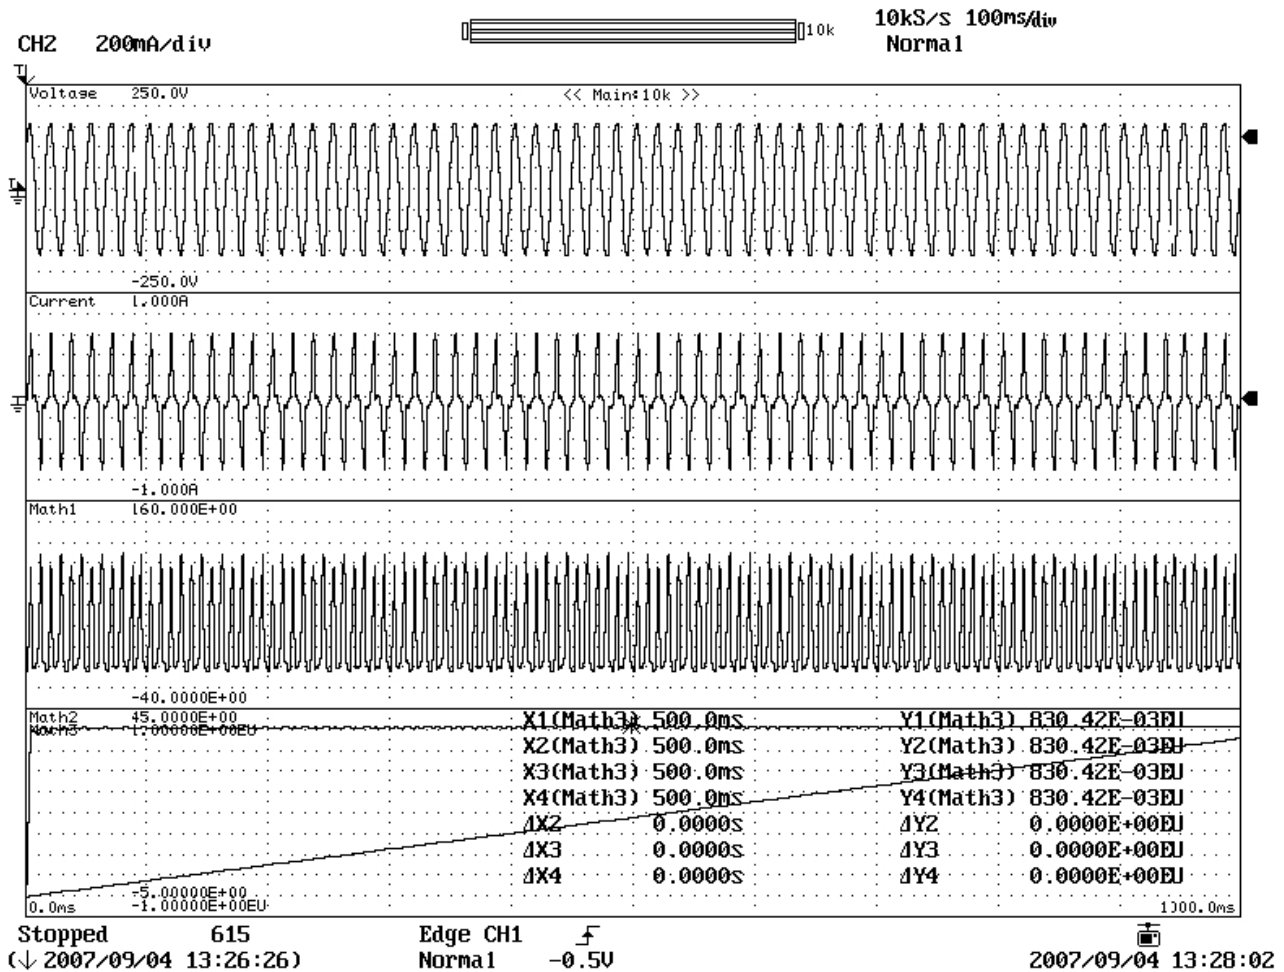 10kS/s 100ms/div
10k
CH2 200mA/div
Normal
T
Voltage 250.0V
<< Main:10k >>
T
-250.0V
Current 1.000A
-1.000A
Math1 160.000E+00
-40.0000E+00
Math2 45.0000E+00
Math3 1.00000E+00EU
X1(Math3) 500.0ms Y1(Math3) 830.42E-03EU
X2(Math3) 500.0ms Y2(Math3) 830.42E-03EU
X3(Math3) 500.0ms Y3(Math3) 830.42E-03EU
X4(Math3) 500.0ms Y4(Math3) 830.42E-03EU
ΔX2 0.0000s ΔY2 0.0000E+00EU
ΔX3 0.0000s ΔY3 0.0000E+00EU
ΔX4 0.0000s ΔY4 0.0000E+00EU
-5.00000E+00
0.0ms -1.00000E+00EU 1000.0ms
Stopped 615 Edge CH1
(↓ 2007/09/04 13:26:26) Normal -0.5V 2007/09/04 13:28:02